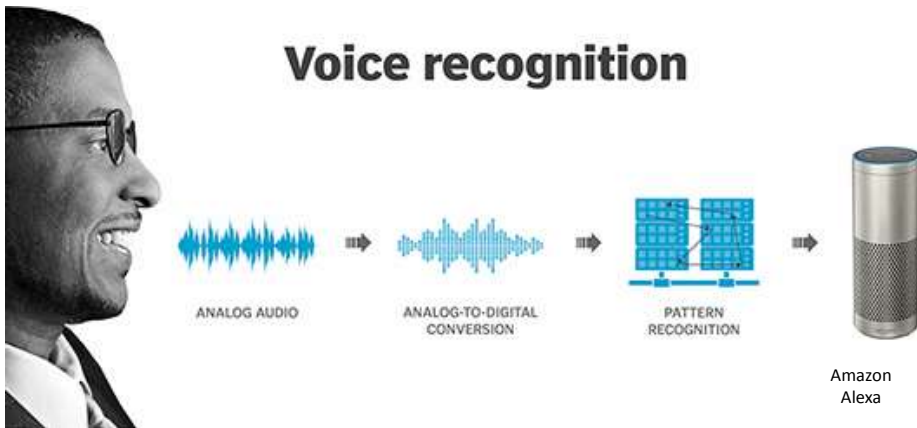 Voice recognition
ANALOG AUDIO
ANALOG-TO-DIGITAL
CONVERSION
PATTERN
RECOGNITION
Amazon
Alexa